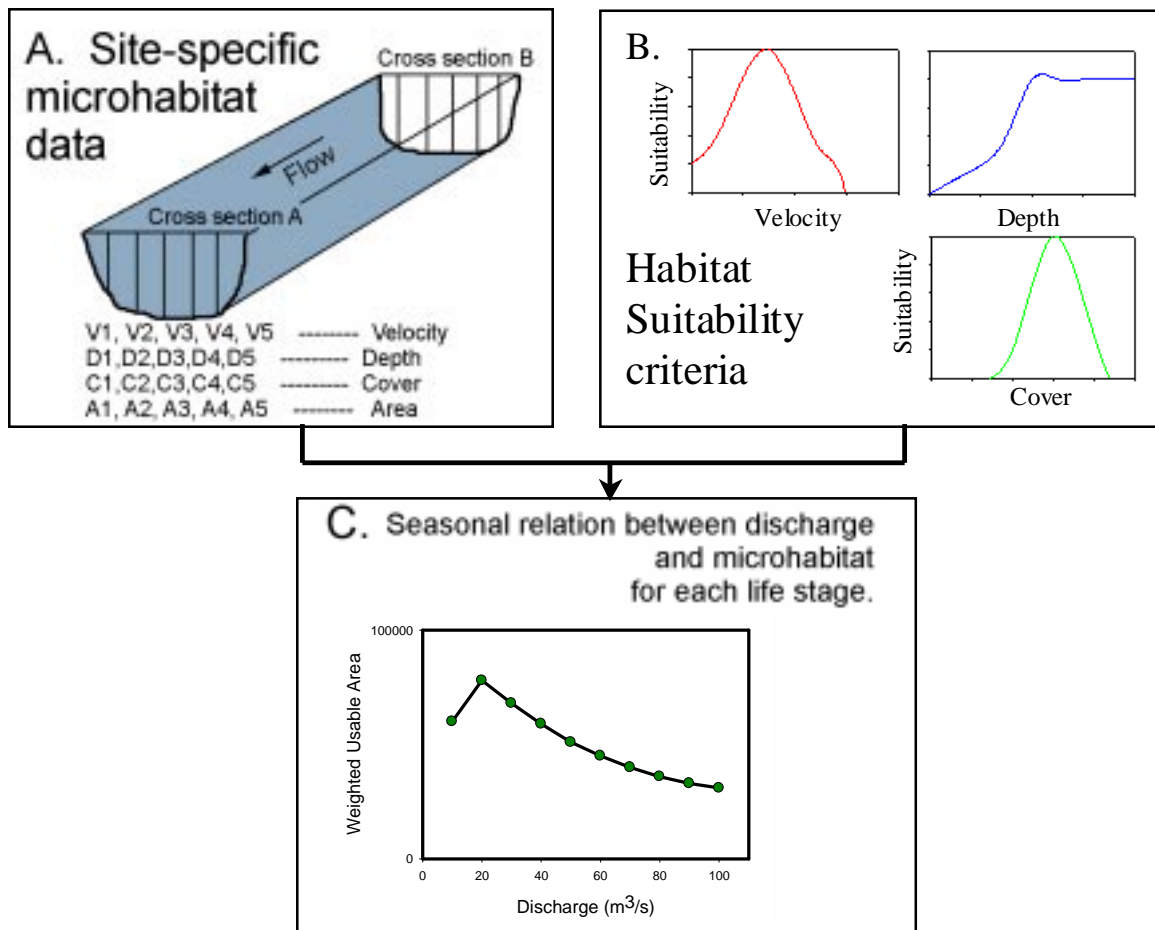 A. Site-specific
microhabitat
data
Cross section B
Flow
Cross section A
V1, V2, V3, V4, V5 -------- Velocity
D1,D2,D3,D4,D5 --------- Depth
C1,C2,C3,C4,C5 --------- Cover
A1, A2, A3, A4, A5 -------- Area
B.
Suitability
Velocity
Depth
Habitat
Suitability
criteria
Suitability
Cover
C. Seasonal relation between discharge
and microhabitat
for each life stage.
Weighted Usable Area
100000
0
0 20 40 60 80 100
Discharge (m³/s)